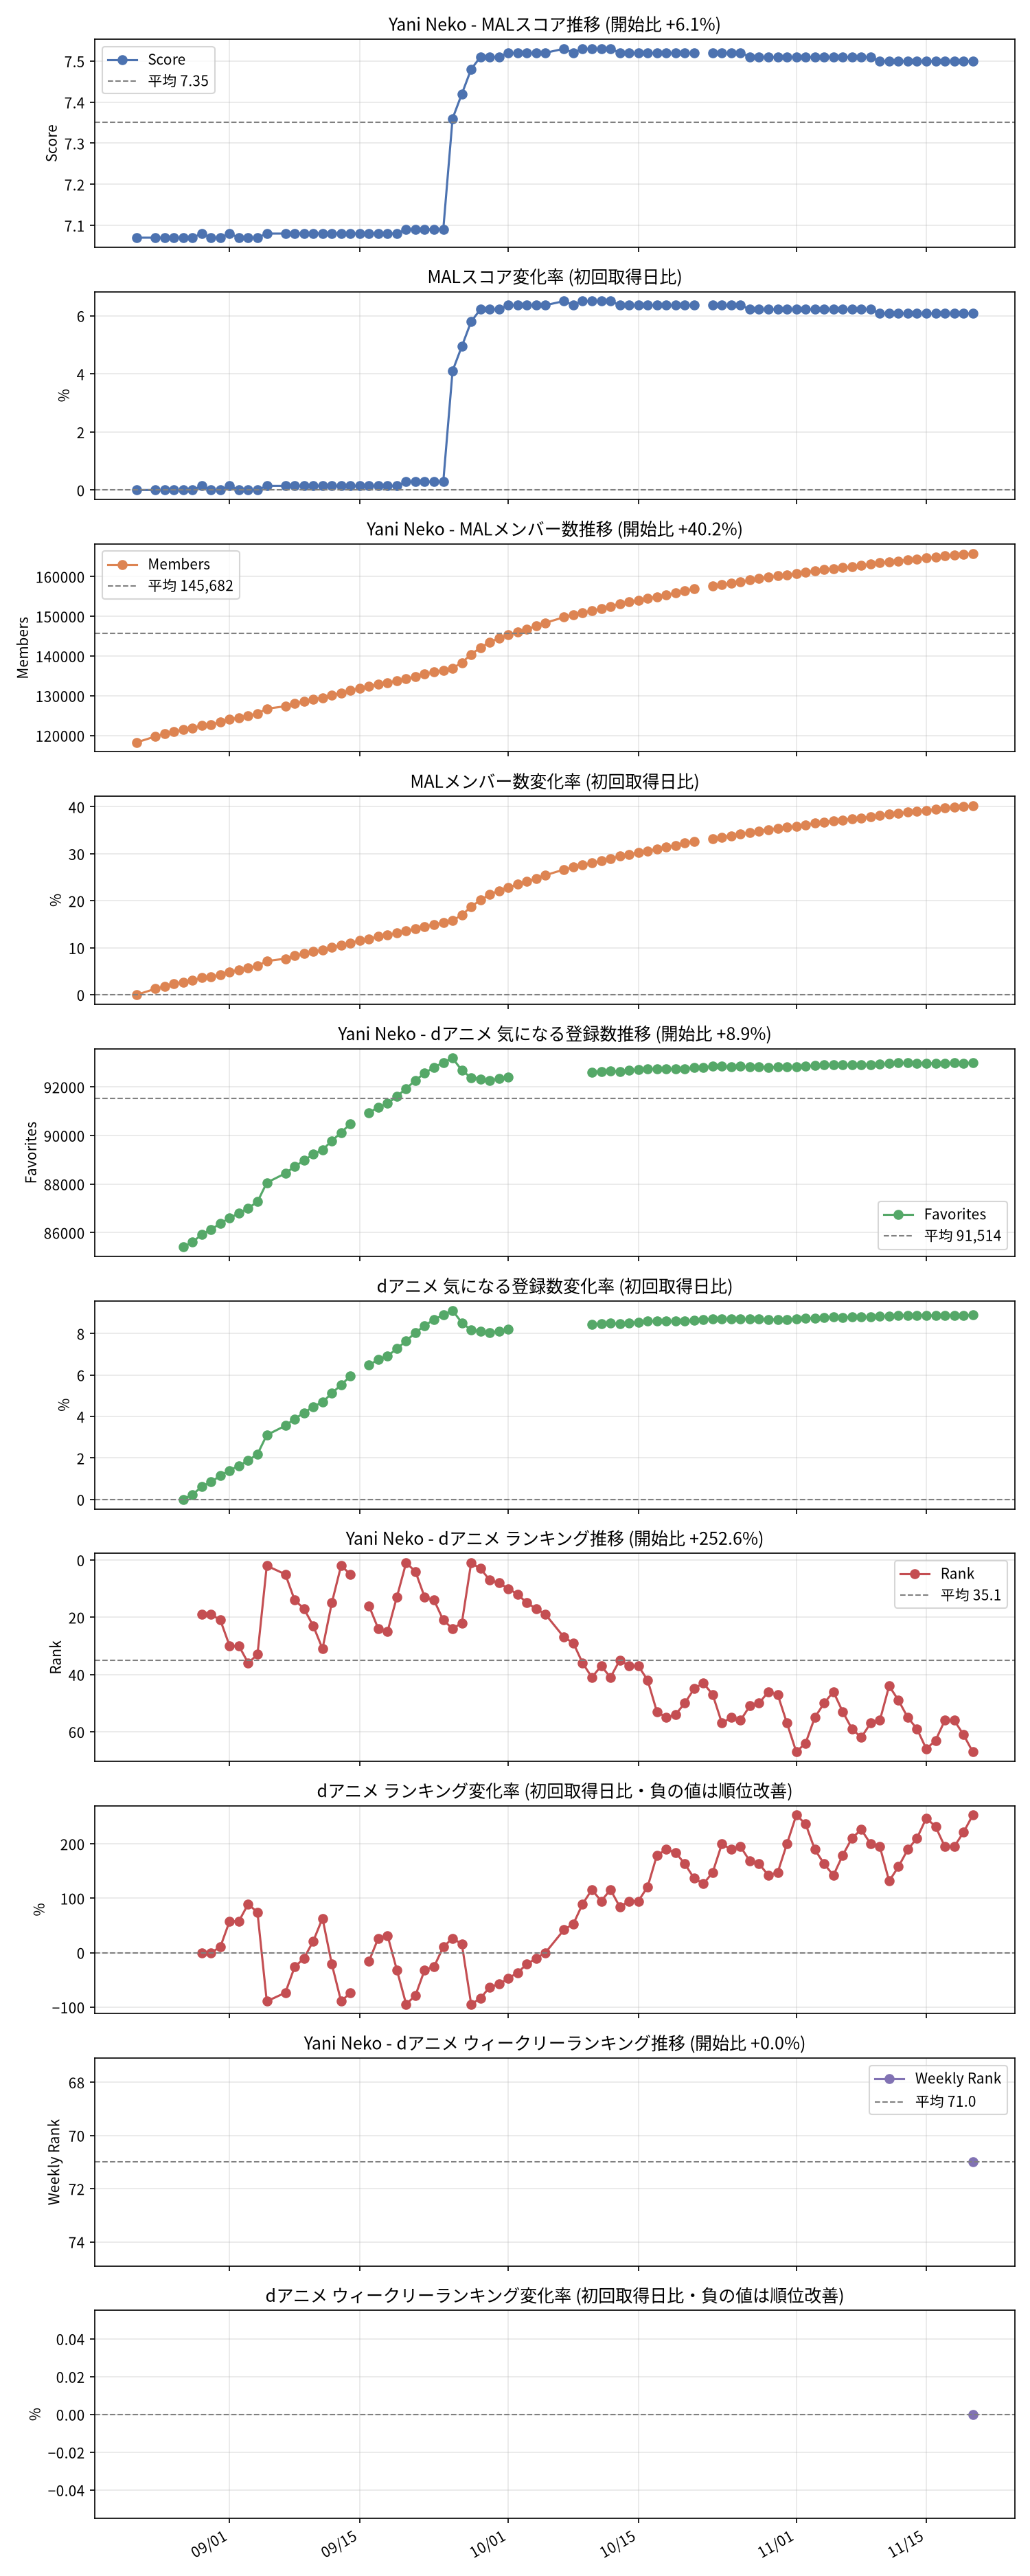 Yani Neko - MALスコア推移 (開始比 +6.1%)
Score
平均 7.35
7.5
7.4
7.3
7.2
7.1
Score
MALスコア変化率 (初回取得日比)
6
4
2
0
%
Yani Neko - MALメンバー数推移 (開始比 +40.2%)
Members
平均 145,682
160000
150000
140000
130000
120000
Members
MALメンバー数変化率 (初回取得日比)
40
30
20
10
0
%
Yani Neko - dアニメ 気になる登録数推移 (開始比 +8.9%)
92000
90000
88000
86000
Favorites
Favorites
平均 91,514
dアニメ 気になる登録数変化率 (初回取得日比)
8
6
4
2
0
%
Yani Neko - dアニメ ランキング推移 (開始比 +252.6%)
Rank
平均 35.1
0
20
40
60
Rank
dアニメ ランキング変化率 (初回取得日比・負の値は順位改善)
200
100
0
−100
%
Yani Neko - dアニメ ウィークリーランキング推移 (開始比 +0.0%)
Weekly Rank
平均 71.0
68
70
72
74
Weekly Rank
dアニメ ウィークリーランキング変化率 (初回取得日比・負の値は順位改善)
0.04
0.02
0.00
−0.02
−0.04
%
09/01
09/15
10/01
10/15
11/01
11/15